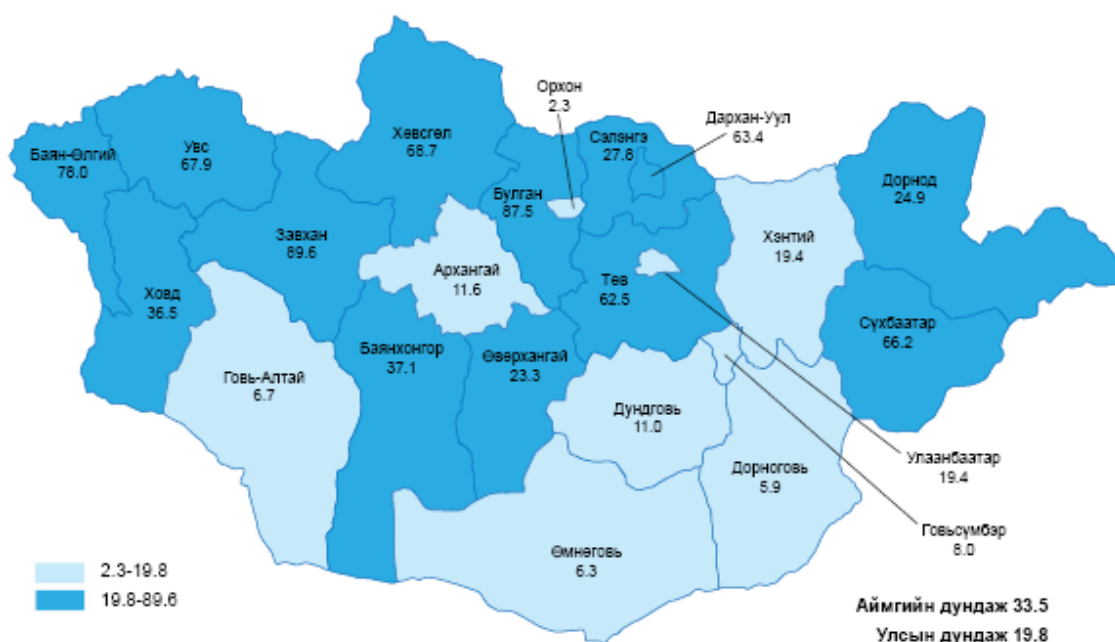 Орхон
2.3
Дархан-Уул
63.4
Сэлэнгэ
27.8
Хөвсгөл
68.7
Увс
67.9
Баян-Өлгий
78.0
Булган
87.5
Дорнод
24.9
Завхан
89.6
Хэнтий
19.4
Архангай
11.6
Төв
62.5
Ховд
36.5
Сүхбаатар
66.2
Баянхонгор
37.1
Өвөрхангай
23.3
Говь-Алтай
6.7
Дундговь
11.0
Улаанбаатар
19.4
Дорноговь
5.9
Говьсүмбэр
8.0
Өмнөговь
6.3
2.3-19.8
19.8-89.6
Аймгийн дундаж 33.5
Улсын дундаж 19.8